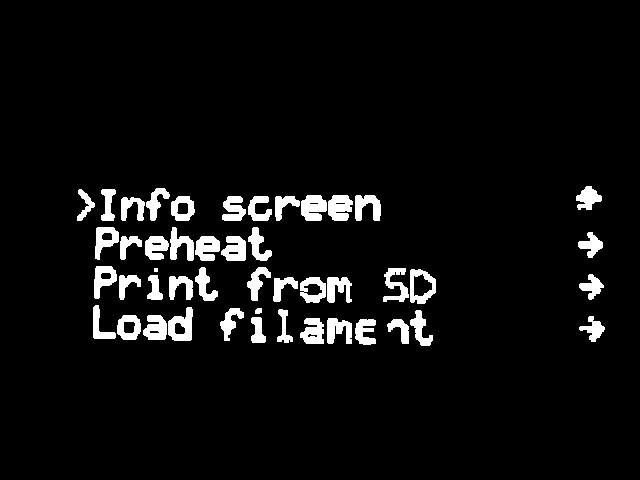 >Info screen →
Preheat →
Print from SD →
Load filament →